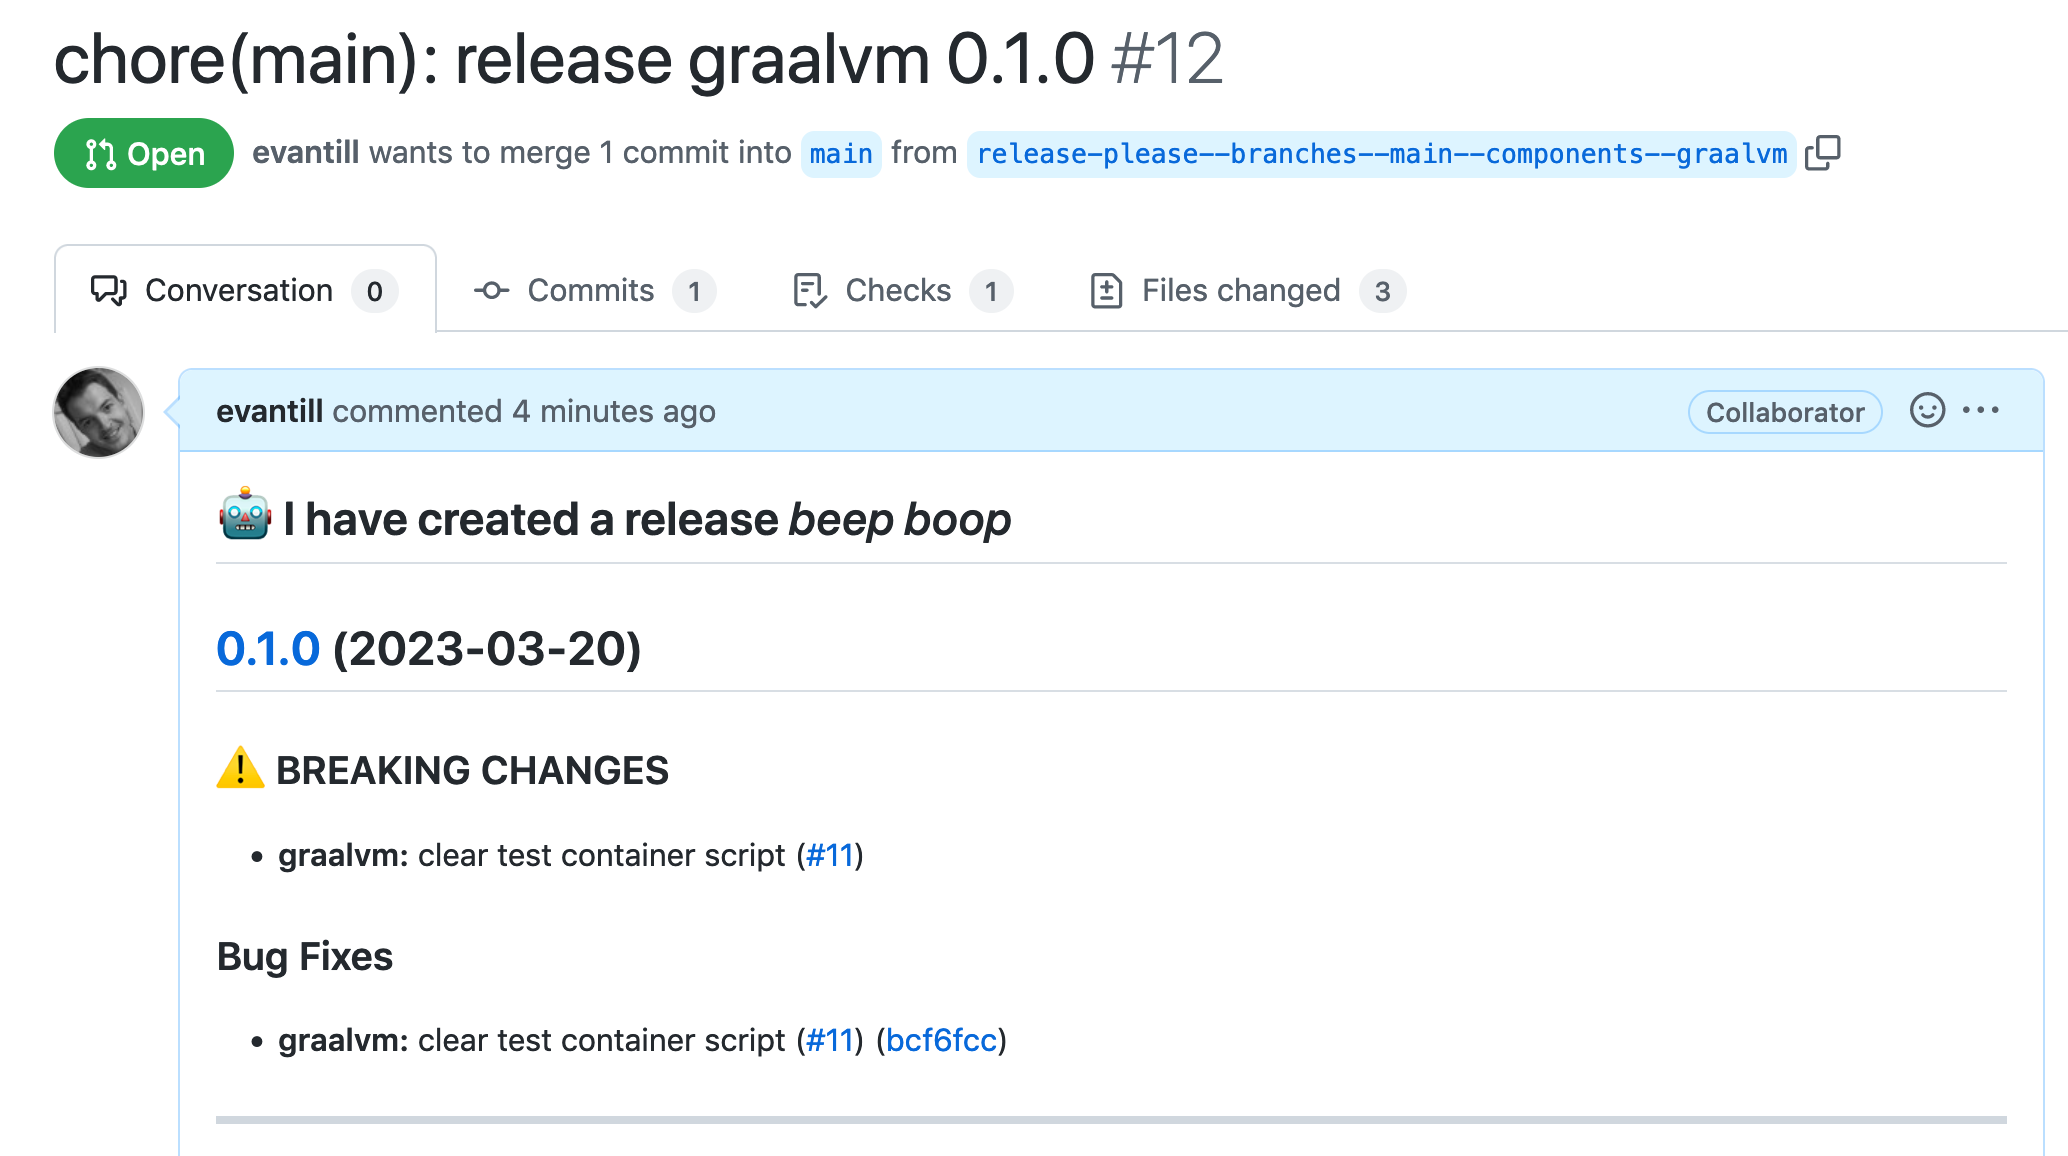 chore(main): release graalvm 0.1.0 #12
Open evantill wants to merge 1 commit into main from release-please--branches--main--components--graalvm
Conversation 0 Commits 1 Checks 1 Files changed 3
evantill commented 4 minutes ago Collaborator
🤖 I have created a release beep boop
0.1.0 (2023-03-20)
⚠ BREAKING CHANGES
• graalvm: clear test container script (#11)
Bug Fixes
• graalvm: clear test container script (#11) (bcf6fcc)